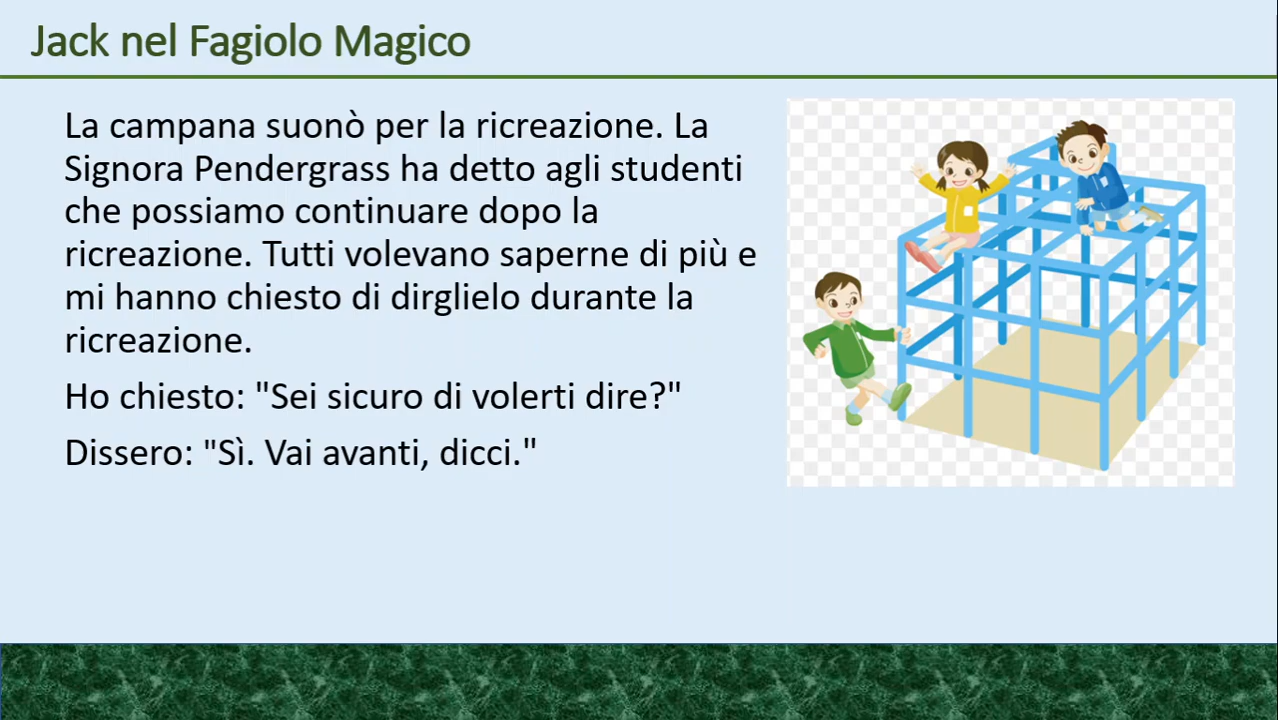 Jack nel Fagiolo Magico
La campana suonò per la ricreazione. La
Signora Pendergrass ha detto agli studenti
che possiamo continuare dopo la
ricreazione. Tutti volevano saperne di più e
mi hanno chiesto di dirglielo durante la
ricreazione.
Ho chiesto: "Sei sicuro di volerti dire?"
Dissero: "Sì. Vai avanti, dicci."